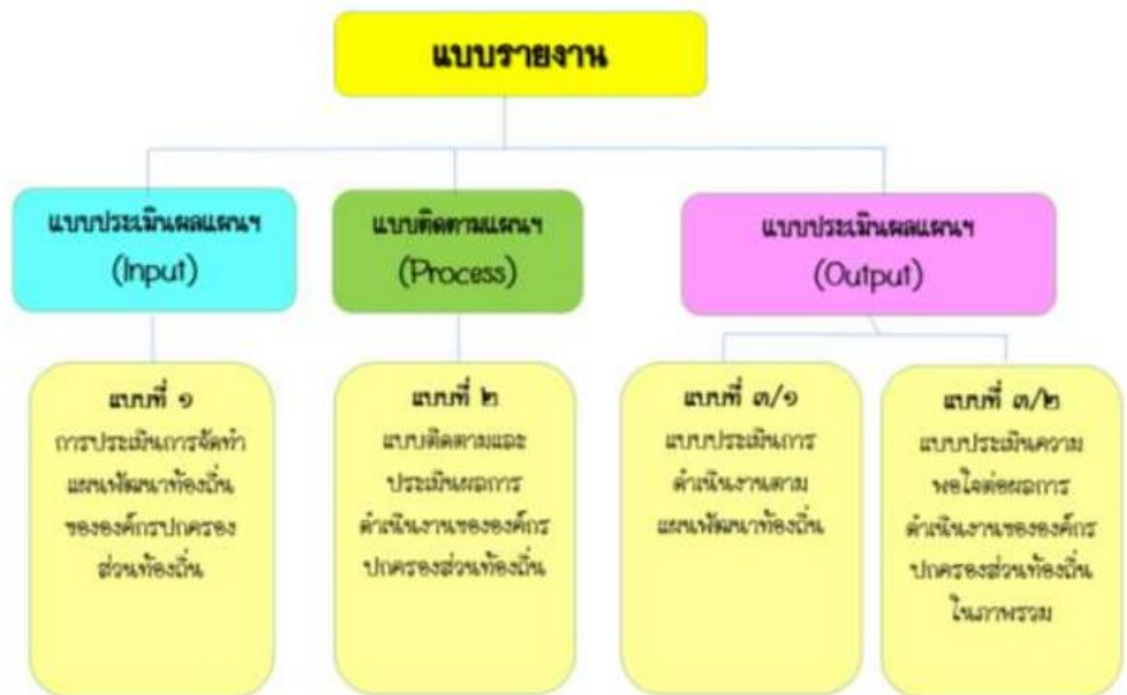 แบบรายงาน
แบบประเมินผลแผนฯ
(Input)
แบบติดตามแผนฯ
(Process)
แบบประเมินผลแผนฯ
(Output)
แบบที่ ๑
การประเมินการจัดทำ
แผนพัฒนาท้องถิ่น
ขององค์กรปกครอง
ส่วนท้องถิ่น
แบบที่ ๒
แบบติดตามและ
ประเมินผลการ
ดำเนินงานขององค์กร
ปกครองส่วนท้องถิ่น
แบบที่ ๓/๑
แบบประเมินการ
ดำเนินงานตาม
แผนพัฒนาท้องถิ่น
แบบที่ ๓/๒
แบบประเมินความ
พอใจต่อผลการ
ดำเนินงานขององค์กร
ปกครองส่วนท้องถิ่น
ในภาพรวม